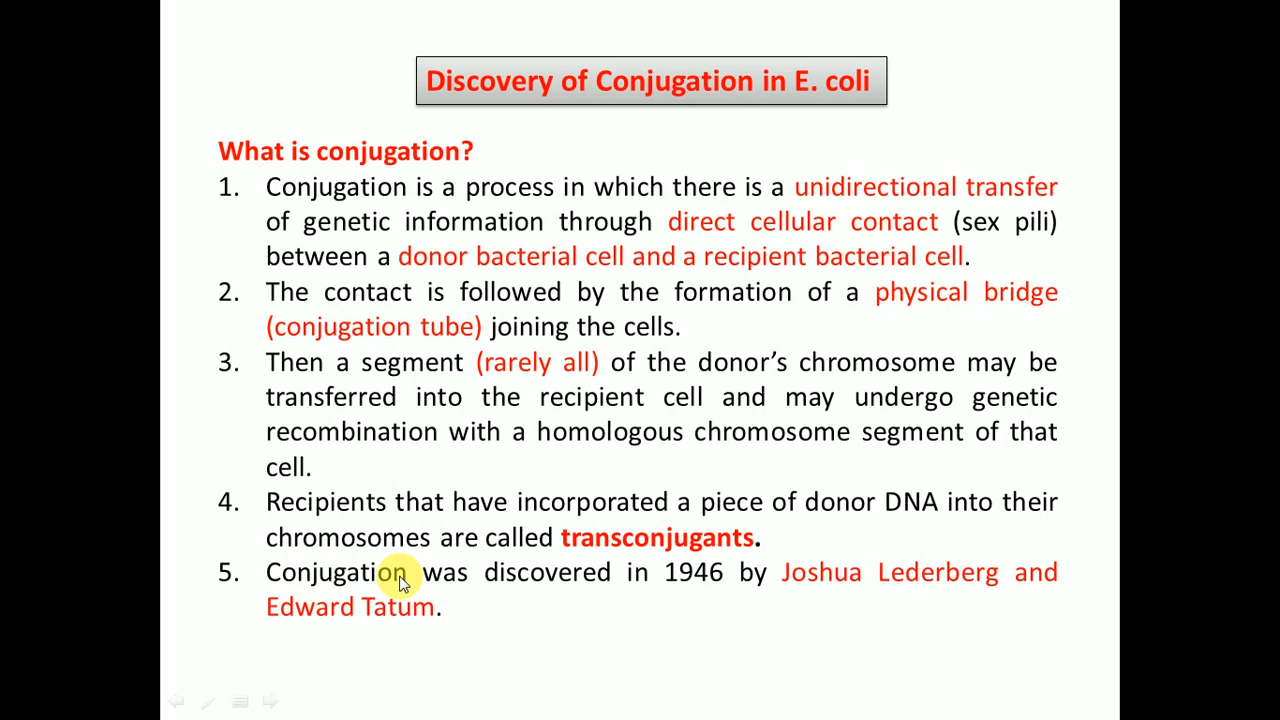 Discovery of Conjugation in E. coli
What is conjugation?
1. Conjugation is a process in which there is a unidirectional transfer
of genetic information through direct cellular contact (sex pili)
between a donor bacterial cell and a recipient bacterial cell.
2. The contact is followed by the formation of a physical bridge
(conjugation tube) joining the cells.
3. Then a segment (rarely all) of the donor’s chromosome may be
transferred into the recipient cell and may undergo genetic
recombination with a homologous chromosome segment of that
cell.
4. Recipients that have incorporated a piece of donor DNA into their
chromosomes are called transconjugants.
5. Conjugation was discovered in 1946 by Joshua Lederberg and
Edward Tatum.